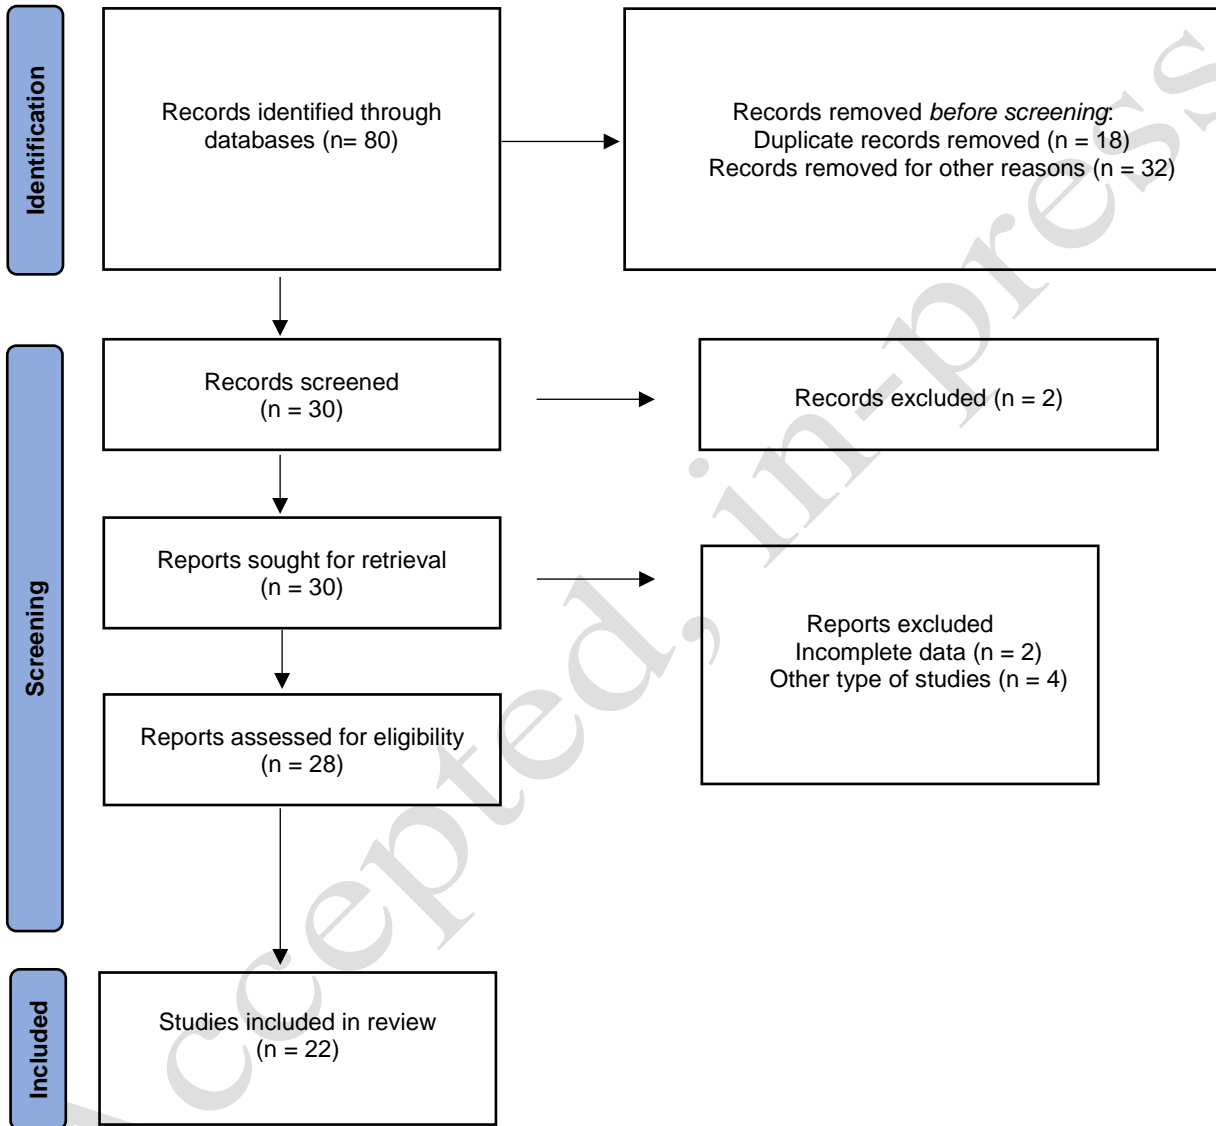 Identification
Records identified through
databases (n= 80)
Records removed before screening:
Duplicate records removed (n = 18)
Records removed for other reasons (n = 32)
Screening
Records screened
(n = 30)
Records excluded (n = 2)
Reports sought for retrieval
(n = 30)
Reports excluded
Incomplete data (n = 2)
Other type of studies (n = 4)
Reports assessed for eligibility
(n = 28)
Included
Studies included in review
(n = 22)
Accepted, in-press